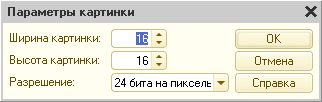 Параметры картинки
Ширина картинки: 16 OK
Высота картинки: 16 Отмена
Разрешение: 24 бита на пиксель Справка